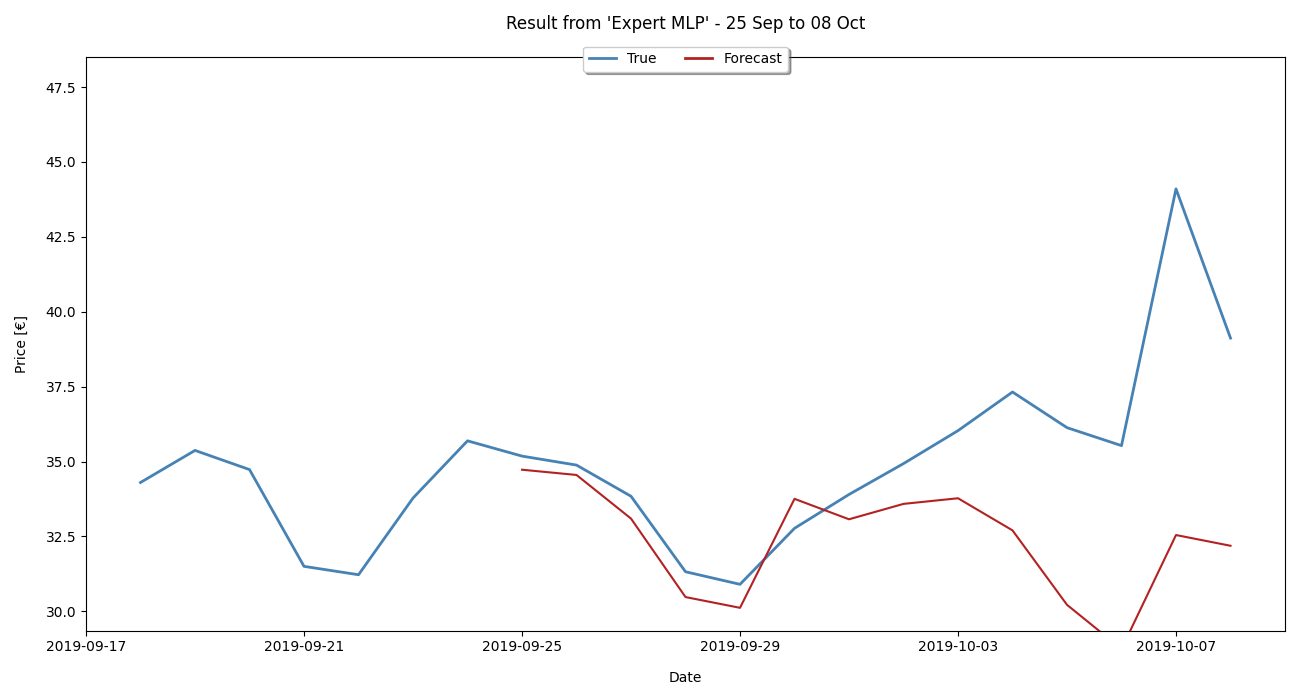 Result from 'Expert MLP' - 25 Sep to 08 Oct
True
Forecast
47.5
45.0
42.5
40.0
37.5
35.0
32.5
30.0
Price [€]
2019-09-17
2019-09-21
2019-09-25
2019-09-29
2019-10-03
2019-10-07
Date